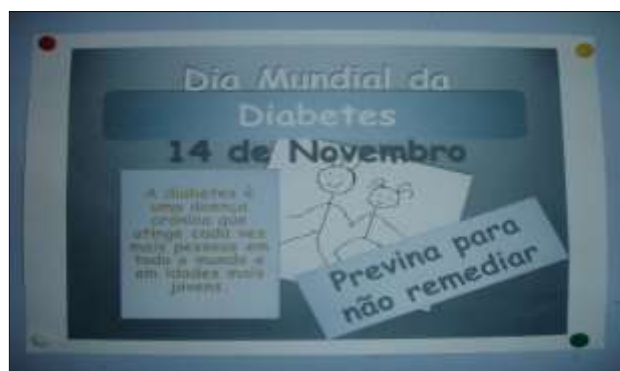 Dia Mundial da
Diabetes
14 de Novembro
A diabetes é
uma doença
crónica que
atinge cada vez
mais pessoas em
todo o mundo e
em idades mais
jovens.
Previna para
não remediar